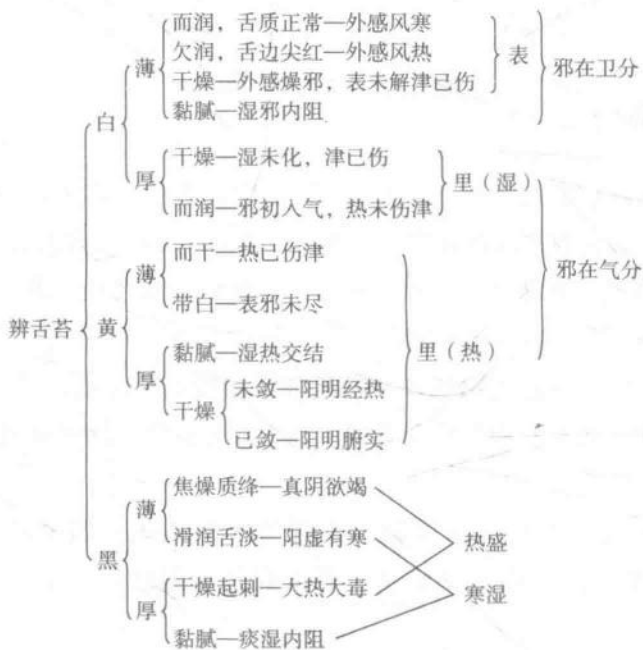 而润，舌质正常—外感风寒
欠润，舌边尖红—外感风热
薄
表
干燥—外感燥邪，表未解津已伤
邪在卫分
黏腻—湿邪内阻
白
干燥—湿未化，津已伤
厚
里（湿）
而润—邪初入气，热未伤津
而干—热已伤津
薄
邪在气分
带白—表邪未尽
辨舌苔
黄
黏腻—湿热交结
里（热）
厚
未敛—阳明经热
干燥
已敛—阳明腑实
焦燥质绛—真阴欲竭
薄
滑润舌淡—阳虚有寒
热盛
黑
干燥起刺—大热大毒
寒湿
厚
黏腻—痰湿内阻